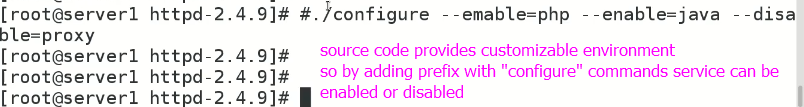 [root@server1 httpd-2.4.9]# #./configure --emable=php --enable=java --disa
ble=proxy
[root@server1 httpd-2.4.9]#
[root@server1 httpd-2.4.9]#
[root@server1 httpd-2.4.9]#
source code provides customizable environment
so by adding prefix with "configure" commands service can be
enabled or disabled